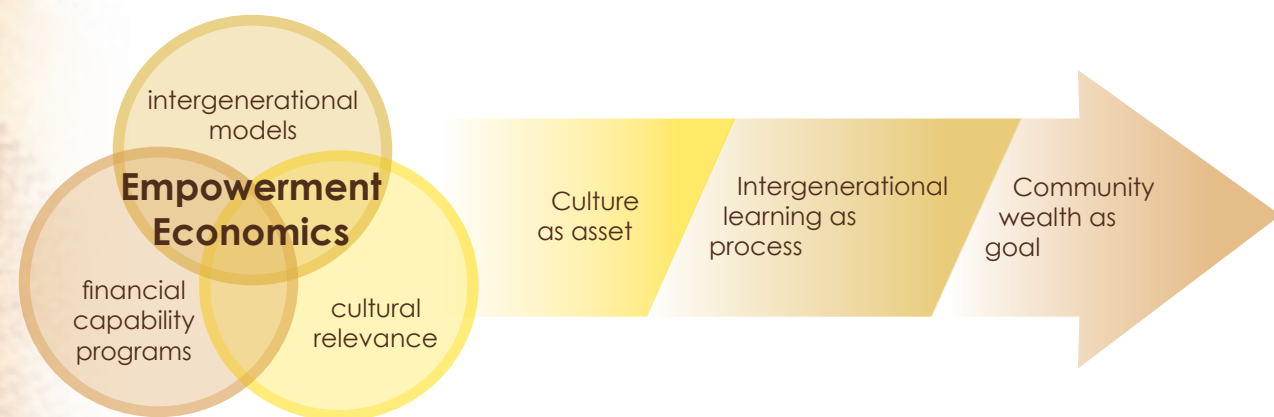 intergenerational
models
Empowerment
Economics
financial
capability
programs
cultural
relevance
Culture
as asset
Intergenerational
learning as
process
Community
wealth as
goal